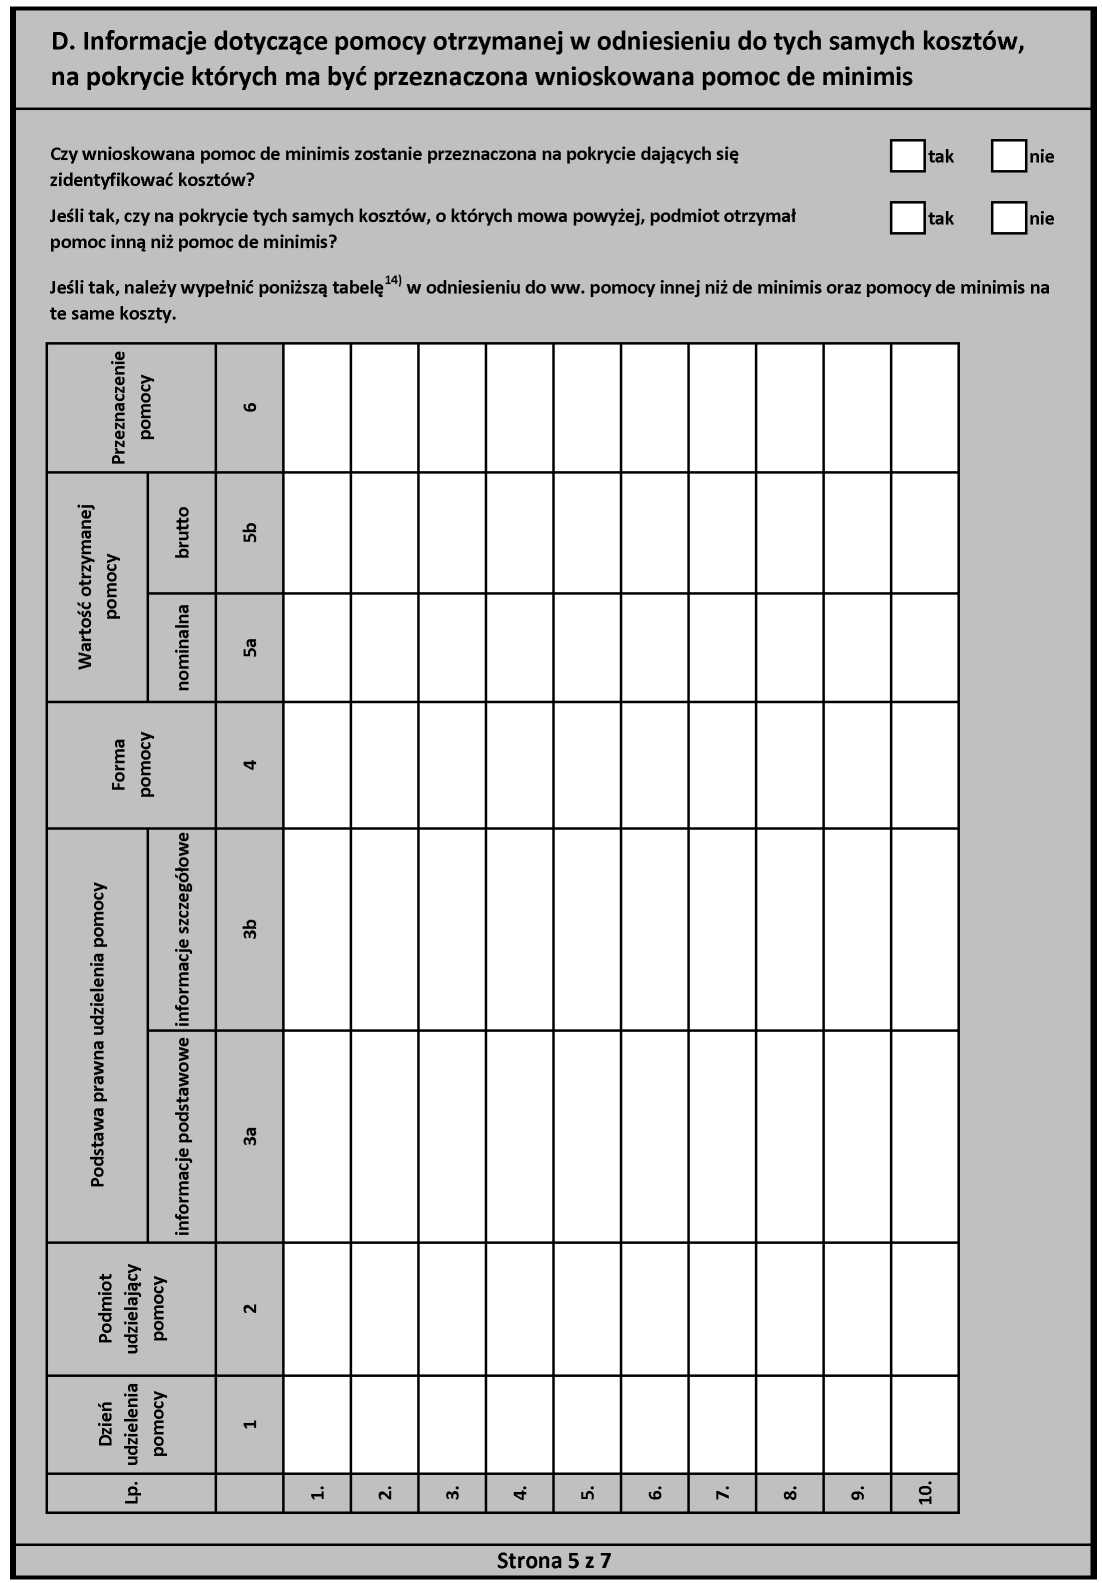 D. Informacje dotyczące pomocy otrzymanej w odniesieniu do tych samych kosztów,
na pokrycie których ma być przeznaczona wnioskowana pomoc de minimis
Czy wnioskowana pomoc de minimis zostanie przeznaczona na pokrycie dających się
zidentyfikować kosztów?
tak
nie
Jeśli tak, czy na pokrycie tych samych kosztów, o których mowa powyżej, podmiot otrzymał
pomoc inną niż pomoc de minimis?
tak
nie
Jeśli tak, należy wypełnić poniższą tabelę14) w odniesieniu do ww. pomocy innej niż de minimis oraz pomocy de minimis na
te same koszty.
Lp.
Dzień
udzielenia
pomocy
Podmiot
udzielający
pomocy
Podstawa prawna udzielenia pomocy
informacje podstawowe
informacje szczegółowe
Forma
pomocy
Wartość otrzymanej
pomocy
nominalna
brutto
Przeznaczenie
pomocy
1
2
3a
3b
4
5a
5b
6
1.
2.
3.
4.
5.
6.
7.
8.
9.
10.
Strona 5 z 7